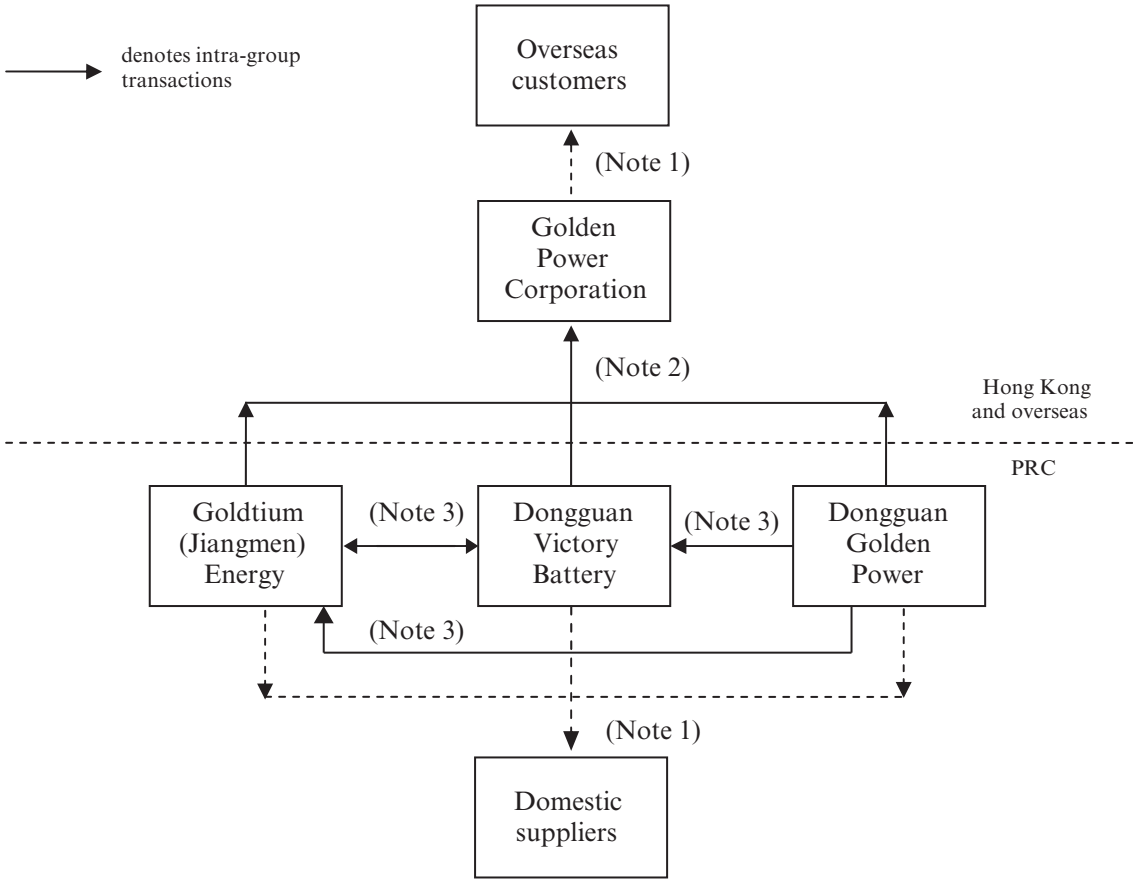 denotes intra-group
transactions
Overseas
customers
(Note 1)
Golden
Power
Corporation
(Note 2)
Hong Kong
and overseas
PRC
Goldtium
(Jiangmen)
Energy
(Note 3)
Dongguan
Victory
Battery
(Note 3)
Dongguan
Golden
Power
(Note 3)
(Note 1)
Domestic
suppliers